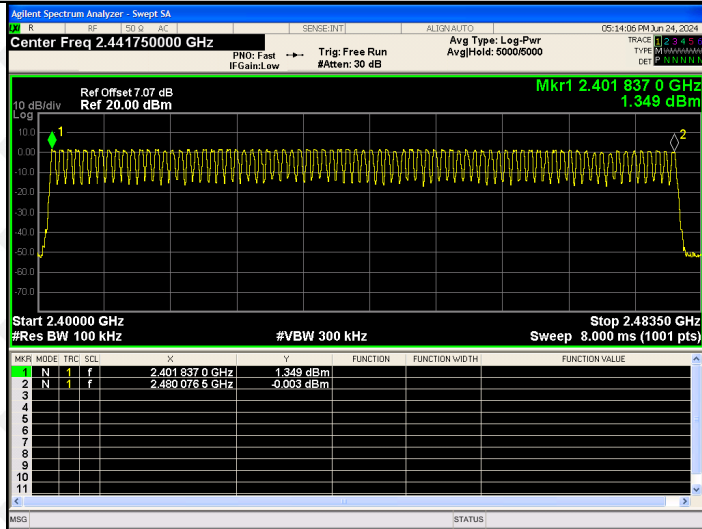 Agilent Spectrum Analyzer - Swept SA
R RF 50 Ω AC SENSE:INT ALIGN AUTO 05:14:06 PM Jun 24, 2024
Center Freq 2.441750000 GHz
Avg Type: Log-Pwr
TRACE 1 2 3 4 5 6
PNO: Fast Trig: Free Run Avg|Hold: 5000/5000 TYPE M
IFGain:Low #Atten: 30 dB DET P N N N N N
Mkr1 2.401 837 0 GHz
1.349 dBm
Ref Offset 7.07 dB
10 dB/div Ref 20.00 dBm
Log
10.0
1
2
0.00
-10.0
-20.0
-30.0
-40.0
-50.0
-60.0
-70.0
Start 2.40000 GHz Stop 2.48350 GHz
#Res BW 100 kHz #VBW 300 kHz Sweep 8.000 ms (1001 pts)
MKR MODE TRC SCL X Y FUNCTION FUNCTION WIDTH FUNCTION VALUE
1 N 1 f 2.401 837 0 GHz 1.349 dBm
2 N 1 f 2.480 076 5 GHz -0.003 dBm
3
4
5
6
7
8
9
10
11
MSG STATUS